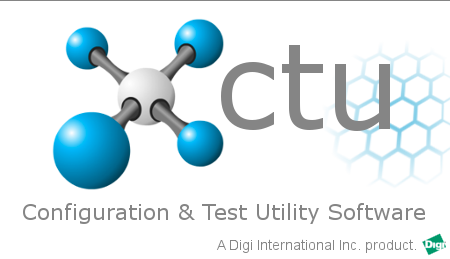 ctu
Configuration & Test Utility Software
A Digi International Inc. product. Digi